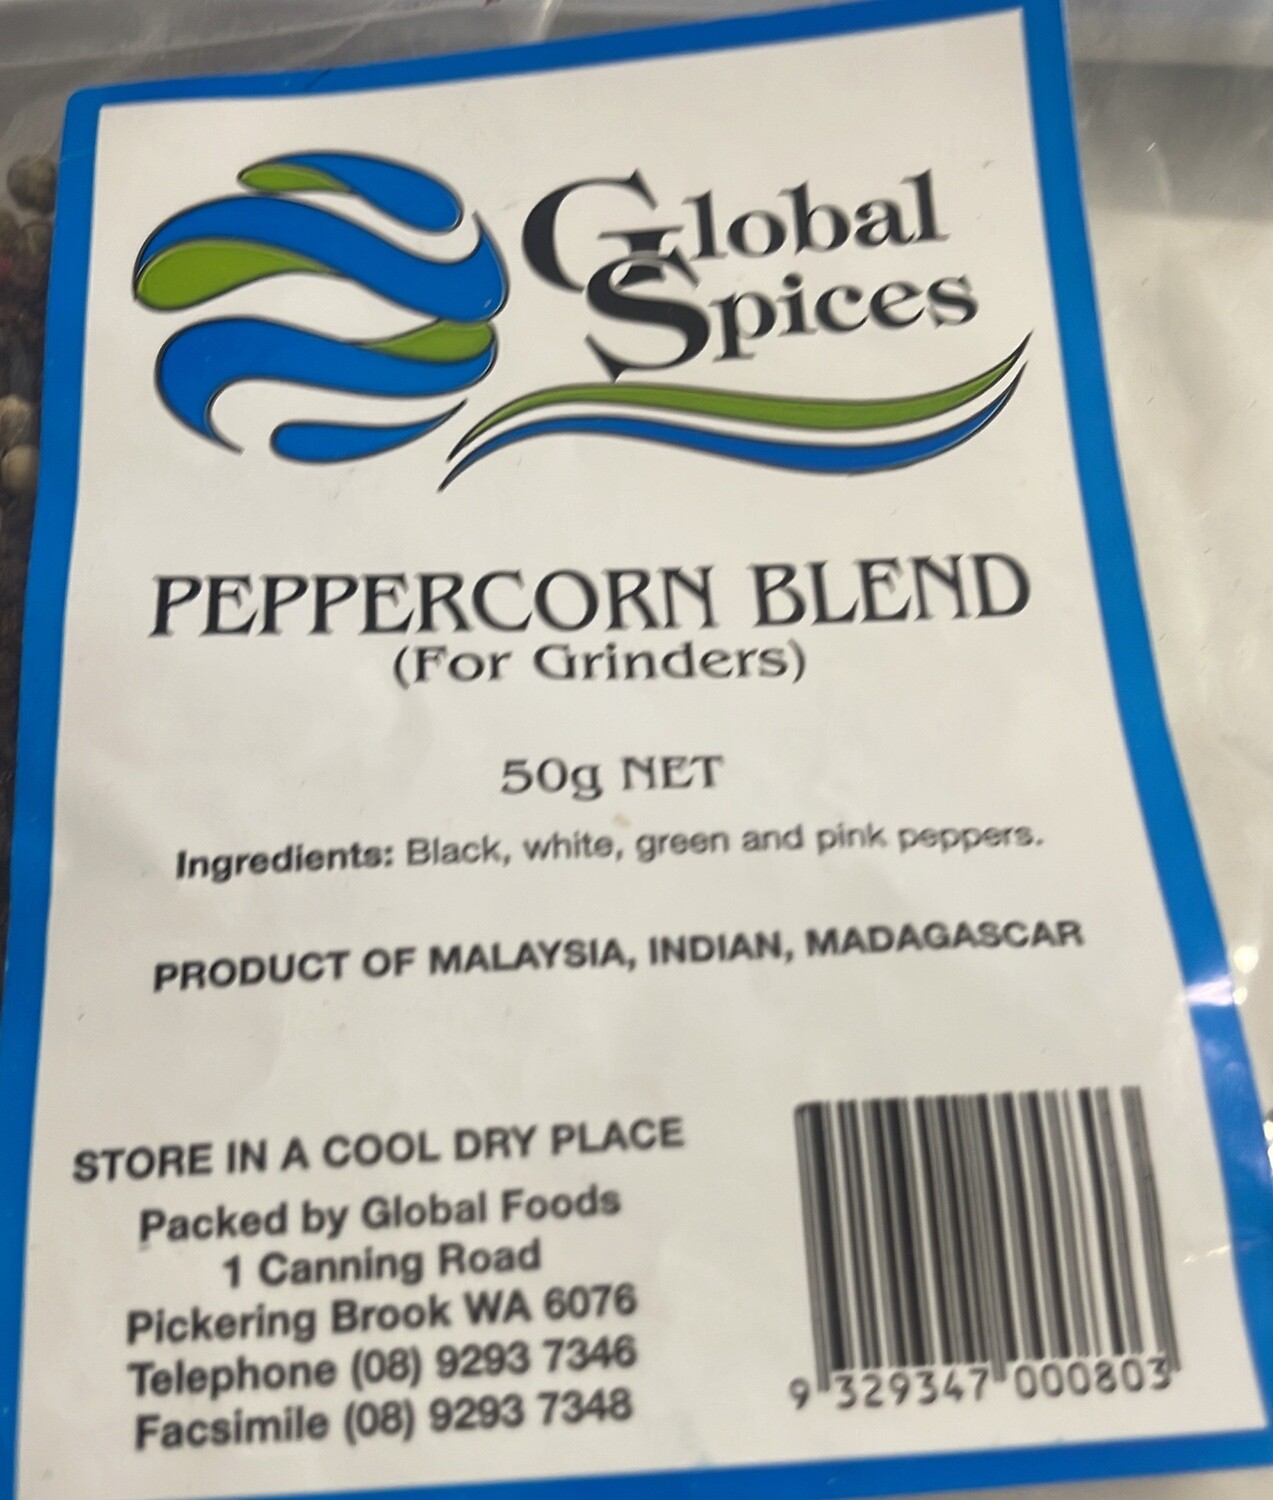 Global
Spices
PEPPERCORN BLEND
(For Grinders)
50g NET
Ingredients: Black, white, green and pink peppers.
PRODUCT OF MALAYSIA, INDIAN, MADAGASCAR
STORE IN A COOL DRY PLACE
Packed by Global Foods
1 Canning Road
Pickering Brook WA 6076
Telephone (08) 9293 7346
Facsimile (08) 9293 7348
9 329347 000803